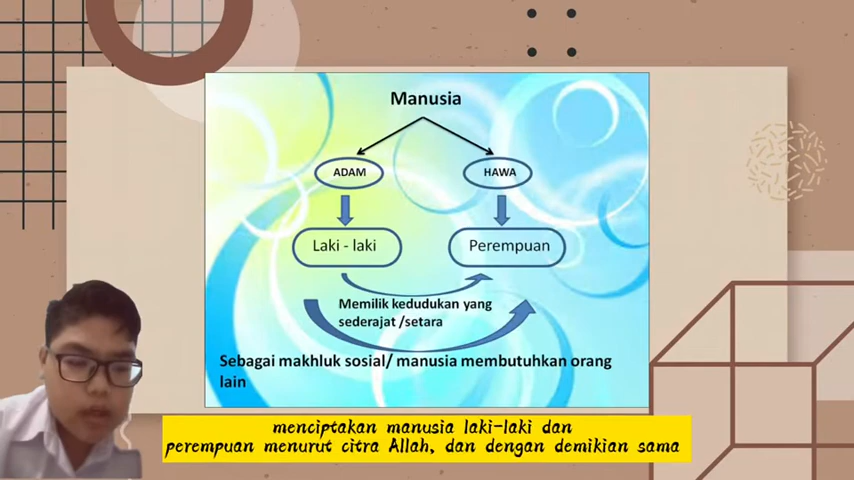 Manusia
ADAM
HAWA
Laki - laki
Perempuan
Memilik kedudukan yang
sederajat /setara
Sebagai makhluk sosial/ manusia membutuhkan orang
lain
menciptakan manusia laki-laki dan
perempuan menurut citra Allah, dan dengan demikian sama